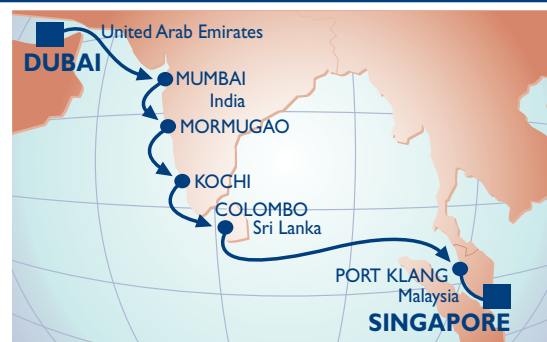 United Arab Emirates
DUBAI
MUMBAI
India
MORMUGAO
KOCHI
COLOMBO
Sri Lanka
PORT KLANG
Malaysia
SINGAPORE